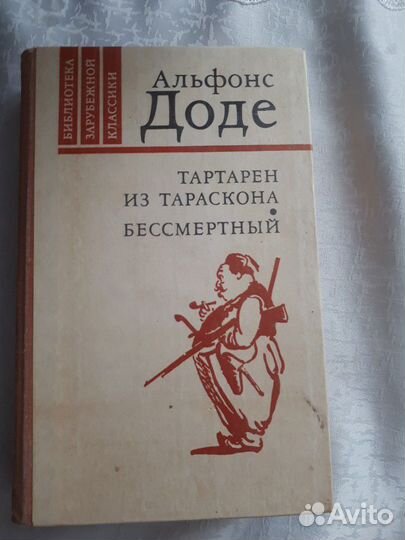 БИБЛИОТЕКА
ЗАРУБЕЖНОЙ
КЛАССИКИ
Альфонс
Доде
ТАРТАРЕН
ИЗ ТАРАСКОНА
•
БЕССМЕРТНЫЙ
Avito